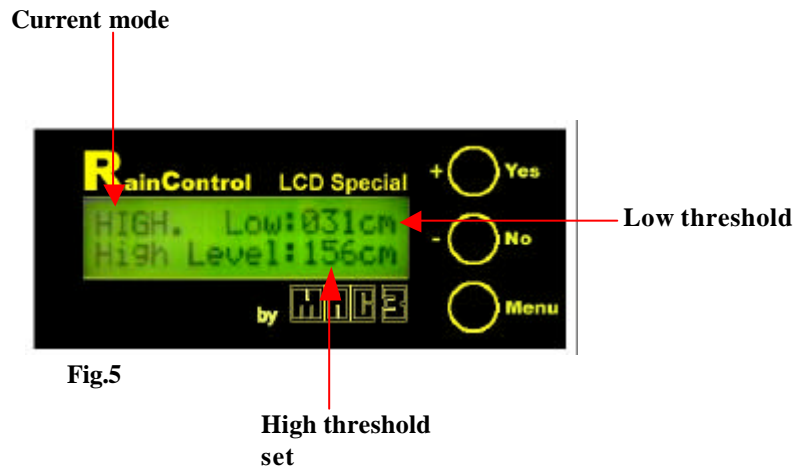 Current mode
RainControl LCD Special
+ Yes
HIGH. Low:031cm
Low threshold
- No
High Level:156cm
by MAC3
Menu
Fig.5
High threshold
set